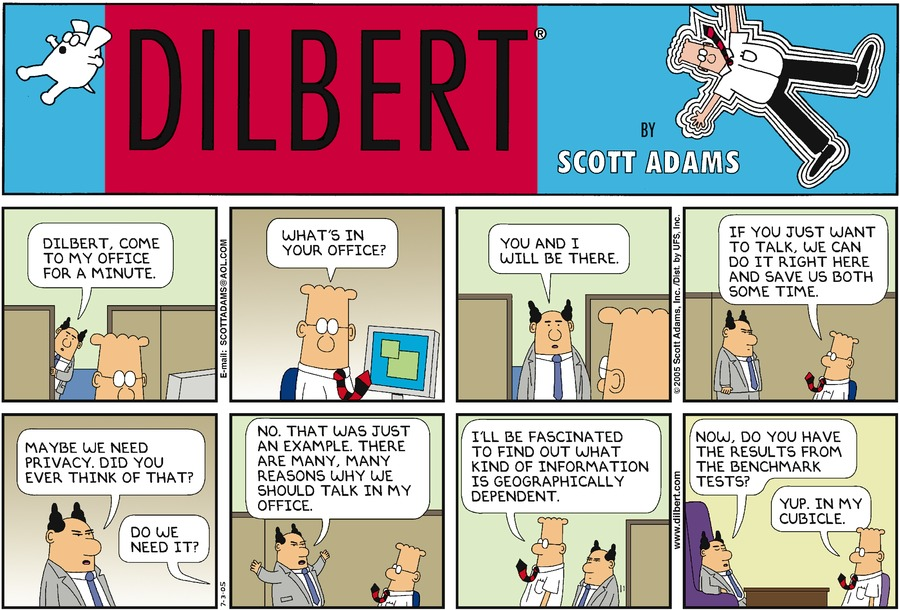 DILBERT®
BY
SCOTT ADAMS
DILBERT, COME
TO MY OFFICE
FOR A MINUTE.
E-mail: SCOTTADAMS@AOL.COM
WHAT'S IN
YOUR OFFICE?
YOU AND I
WILL BE THERE.
©2005 Scott Adams, Inc./Dist. by UFS, Inc.
IF YOU JUST WANT
TO TALK, WE CAN
DO IT RIGHT HERE
AND SAVE US BOTH
SOME TIME.
MAYBE WE NEED
PRIVACY. DID YOU
EVER THINK OF THAT?
DO WE
NEED IT?
7-3-05
NO. THAT WAS JUST
AN EXAMPLE. THERE
ARE MANY, MANY
REASONS WHY WE
SHOULD TALK IN MY
OFFICE.
I'LL BE FASCINATED
TO FIND OUT WHAT
KIND OF INFORMATION
IS GEOGRAPHICALLY
DEPENDENT.
www.dilbert.com
NOW, DO YOU HAVE
THE RESULTS FROM
THE BENCHMARK
TESTS?
YUP. IN MY
CUBICLE.